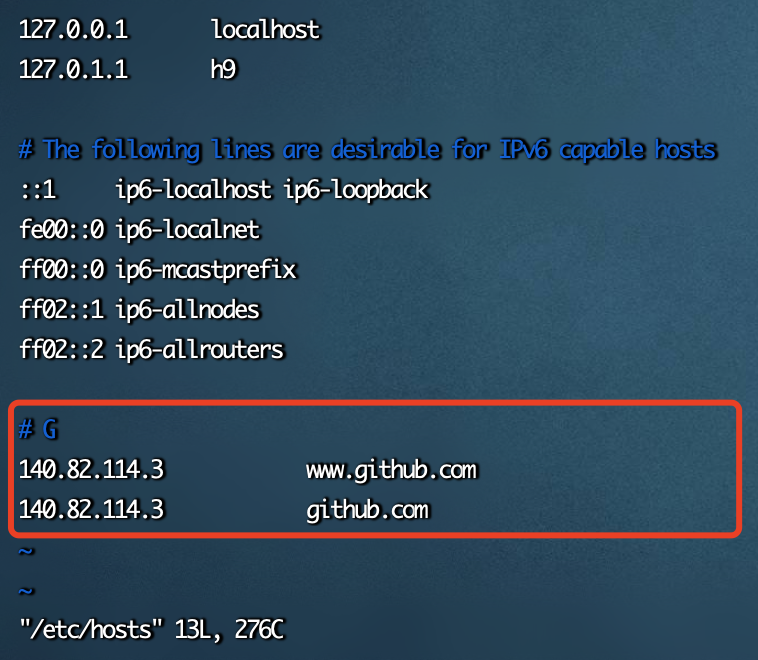 127.0.0.1 localhost
127.0.1.1 h9
# The following lines are desirable for IPv6 capable hosts
::1 ip6-localhost ip6-loopback
fe00::0 ip6-localnet
ff00::0 ip6-mcastprefix
ff02::1 ip6-allnodes
ff02::2 ip6-allrouters
# G
140.82.114.3 www.github.com
140.82.114.3 github.com
~
~
"/etc/hosts" 13L, 276C